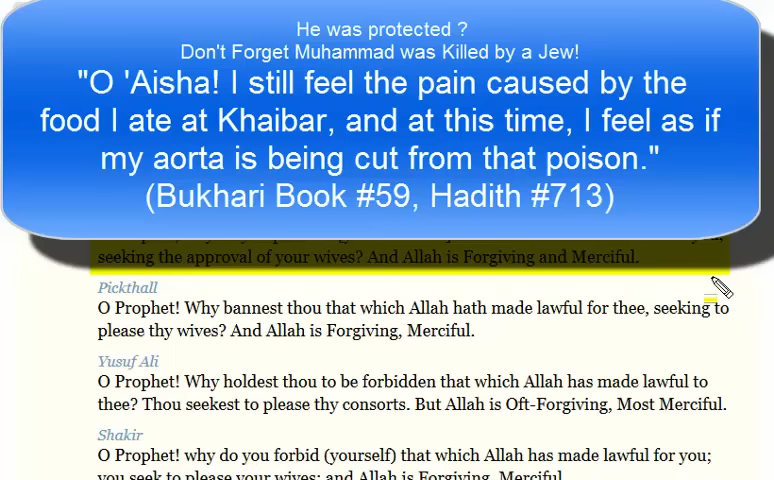 He was protected ?
Don't Forget Muhammad was Killed by a Jew!
"O 'Aisha! I still feel the pain caused by the
food I ate at Khaibar, and at this time, I feel as if
my aorta is being cut from that poison."
(Bukhari Book #59, Hadith #713)
seeking the approval of your wives? And Allah is Forgiving and Merciful.
Pickthall
O Prophet! Why bannest thou that which Allah hath made lawful for thee, seeking to
please thy wives? And Allah is Forgiving, Merciful.
Yusuf Ali
O Prophet! Why holdest thou to be forbidden that which Allah has made lawful to
thee? Thou seekest to please thy consorts. But Allah is Oft-Forgiving, Most Merciful.
Shakir
O Prophet! why do you forbid (yourself) that which Allah has made lawful for you;
you seek to please your wives; and Allah is Forgiving, Merciful